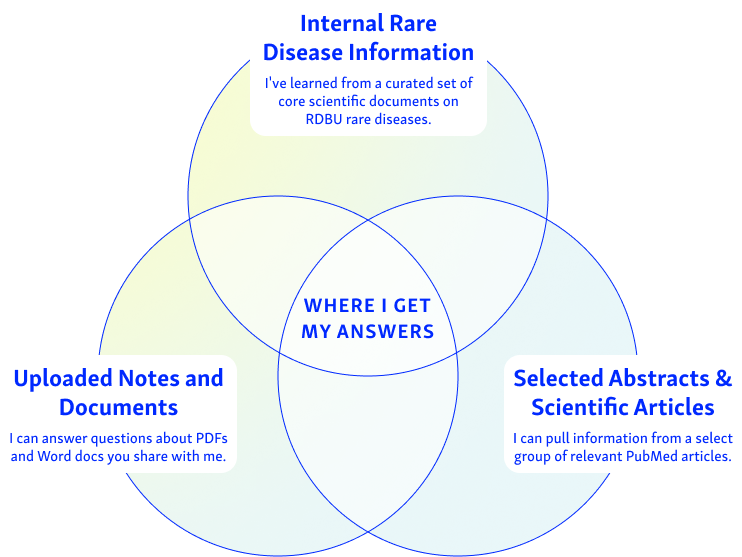 Internal Rare
Disease Information
I've learned from a curated set of
core scientific documents on
RDBU rare diseases.
WHERE I GET
MY ANSWERS
Uploaded Notes and
Documents
I can answer questions about PDFs
and Word docs you share with me.
Selected Abstracts &
Scientific Articles
I can pull information from a select
group of relevant PubMed articles.